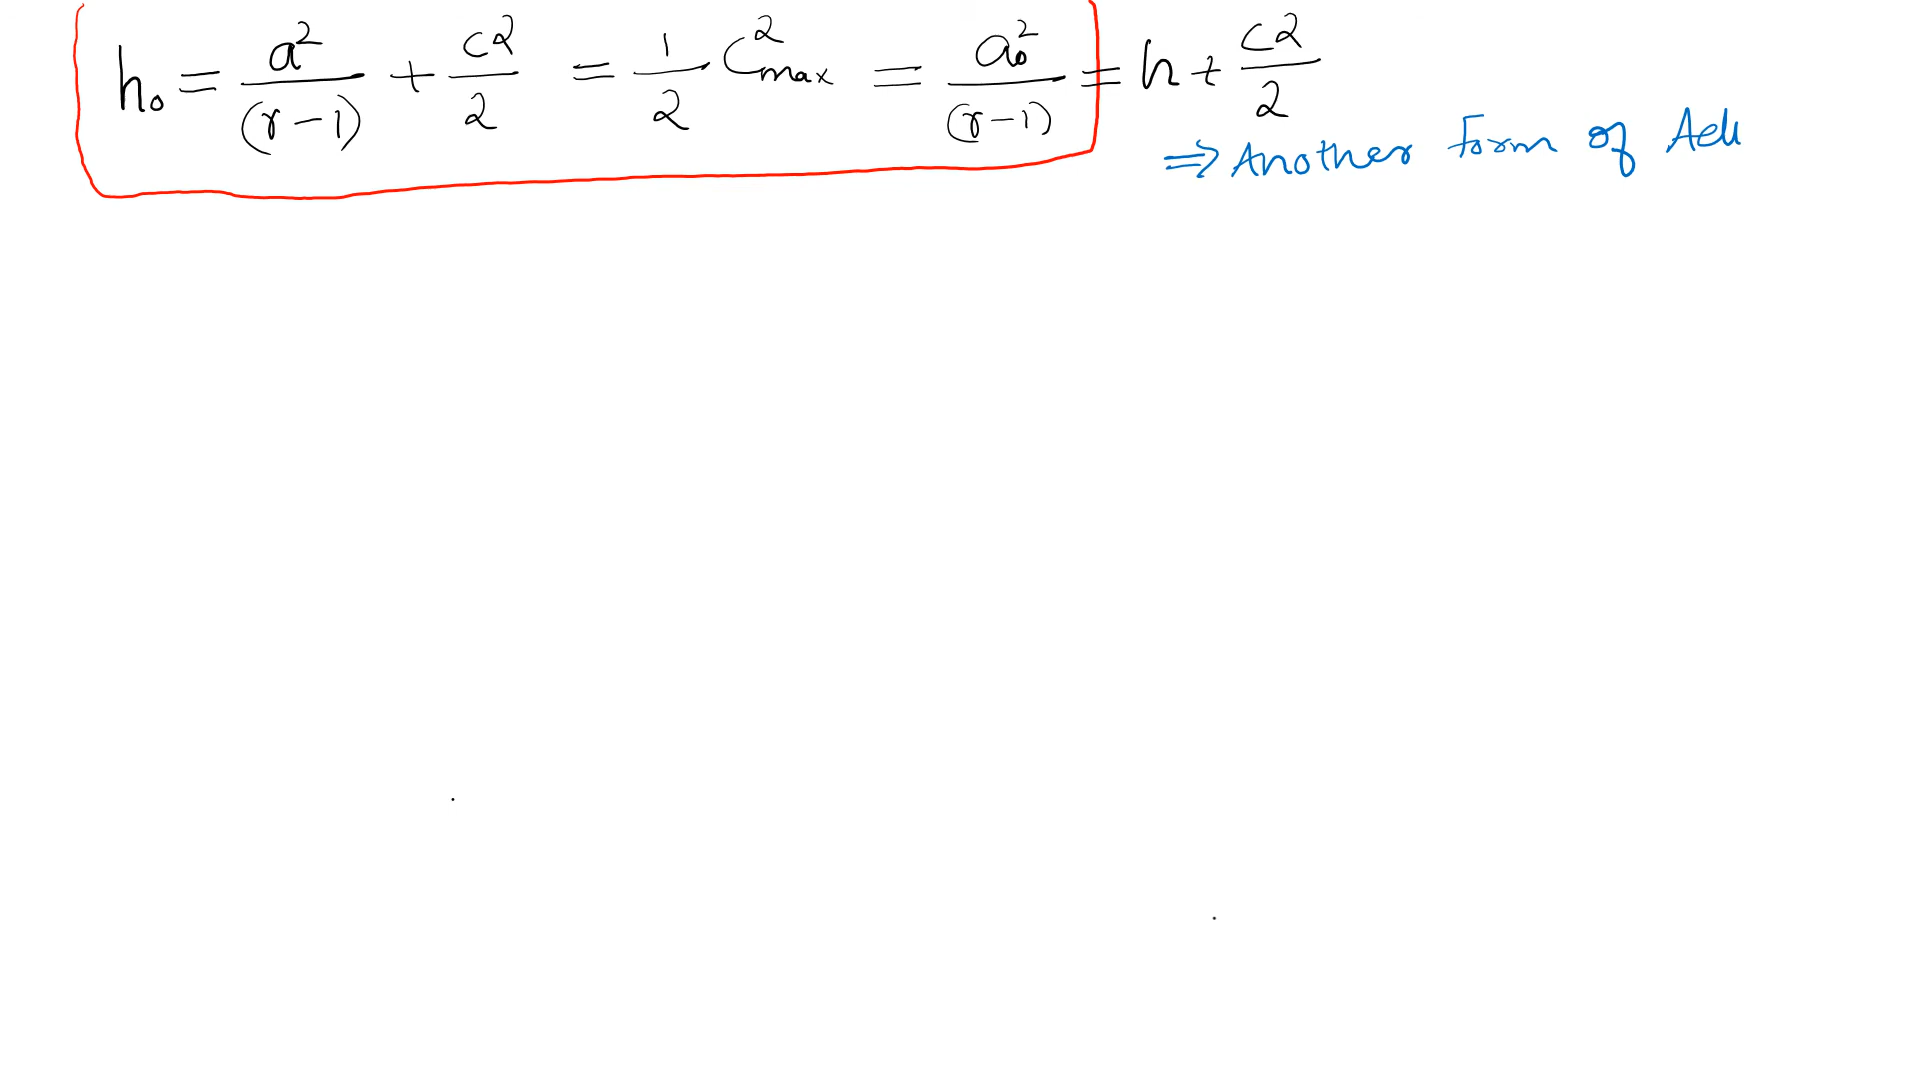 h₀ = a²/(γ-1) + c²/2 = 1/2 C²max = a₀²/(γ-1) = h + c²/2
⇒ Another Form of